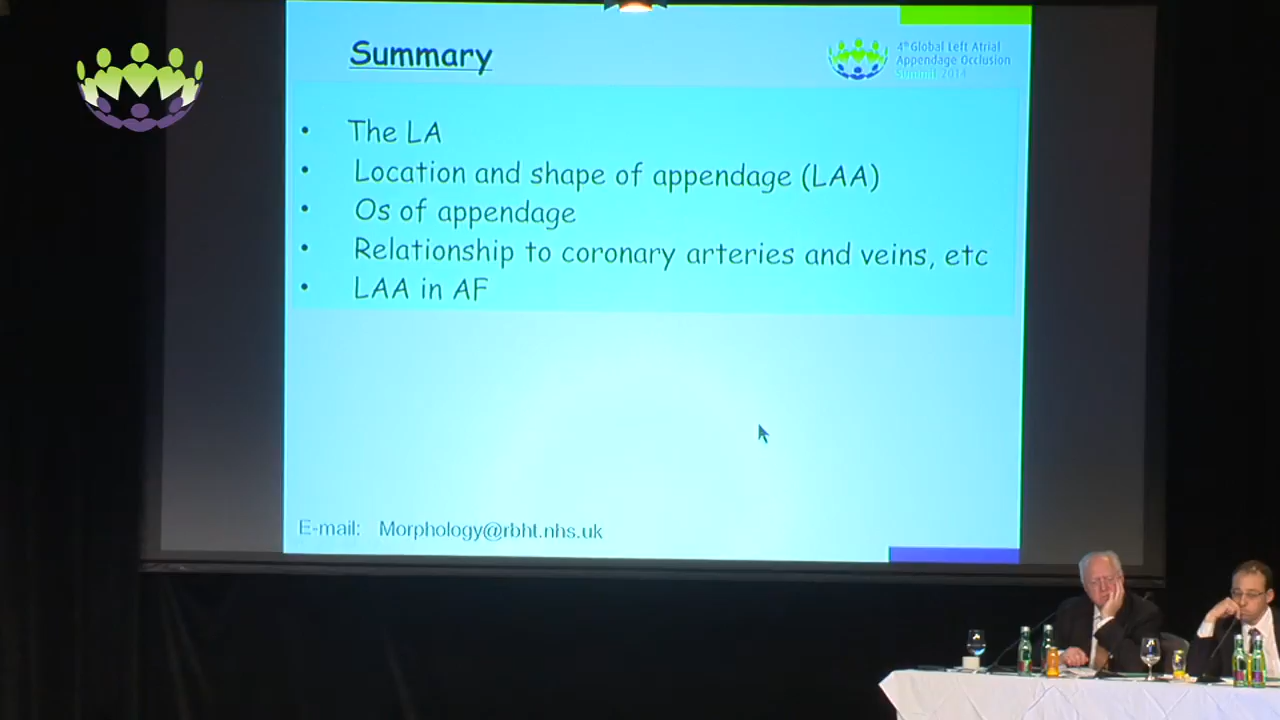 Summary
4th Global Left Atrial
Appendage Occlusion
Summit 2014
• The LA
• Location and shape of appendage (LAA)
• Os of appendage
• Relationship to coronary arteries and veins, etc
• LAA in AF
E-mail: Morphology@rbht.nhs.uk